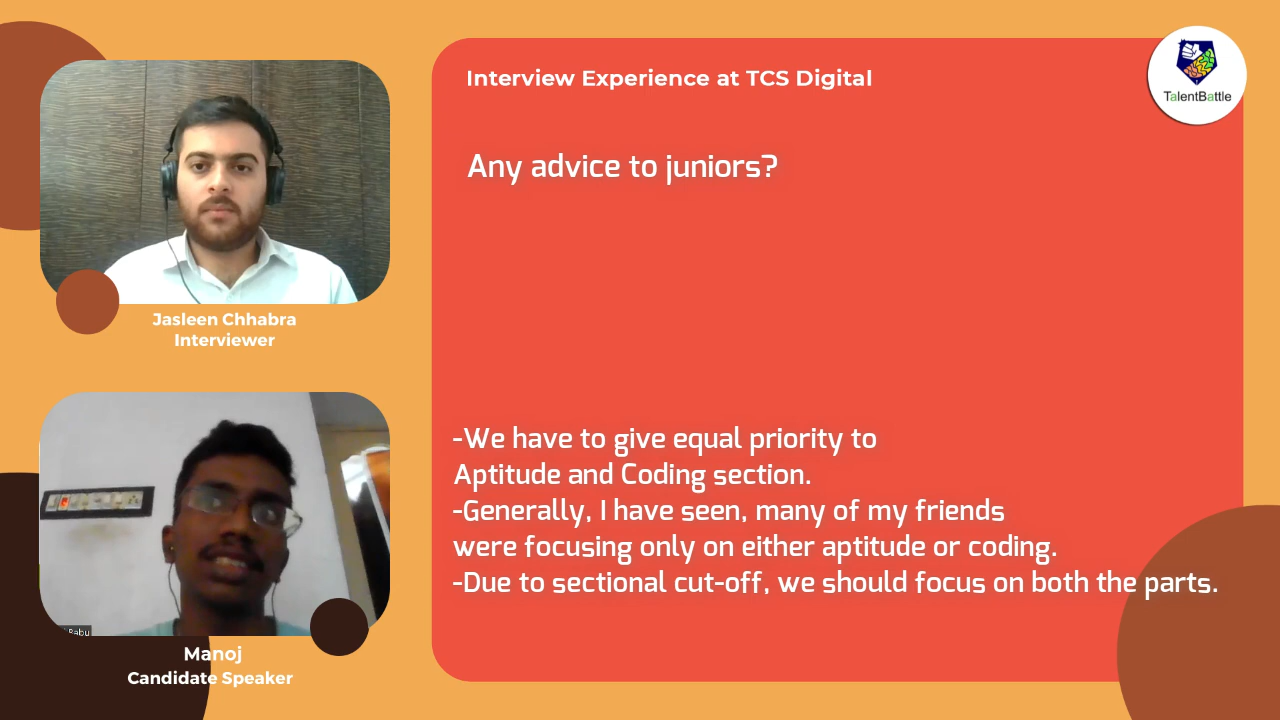 Interview Experience at TCS Digital
TalentBattle
Any advice to juniors?
Jasleen Chhabra
Interviewer
-We have to give equal priority to
Aptitude and Coding section.
-Generally, I have seen, many of my friends
were focusing only on either aptitude or coding.
-Due to sectional cut-off, we should focus on both the parts.
Babu
Manoj
Candidate Speaker